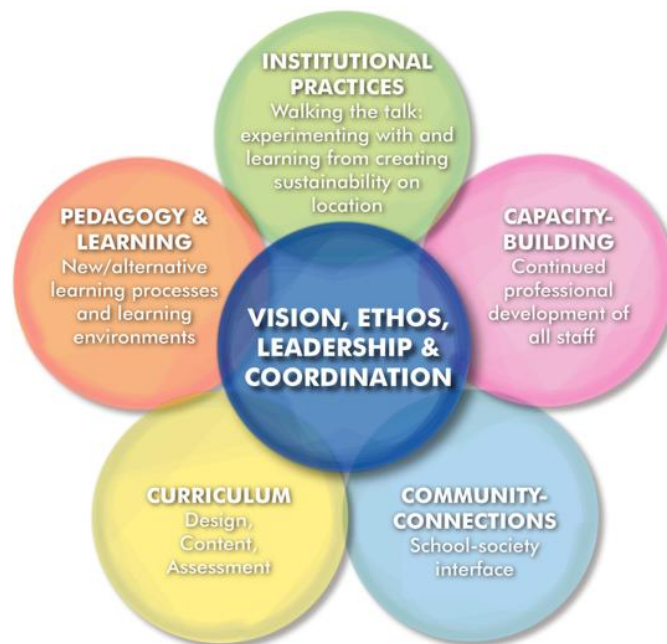 INSTITUTIONAL
PRACTICES
Walking the talk:
experimenting with and
learning from creating
sustainability on
location
PEDAGOGY &
LEARNING
New/alternative
learning processes
and learning
environments
CAPACITY-
BUILDING
Continued
professional
development of
all staff
VISION, ETHOS,
LEADERSHIP &
COORDINATION
CURRICULUM
Design,
Content,
Assessment
COMMUNITY-
CONNECTIONS
School-society
interface